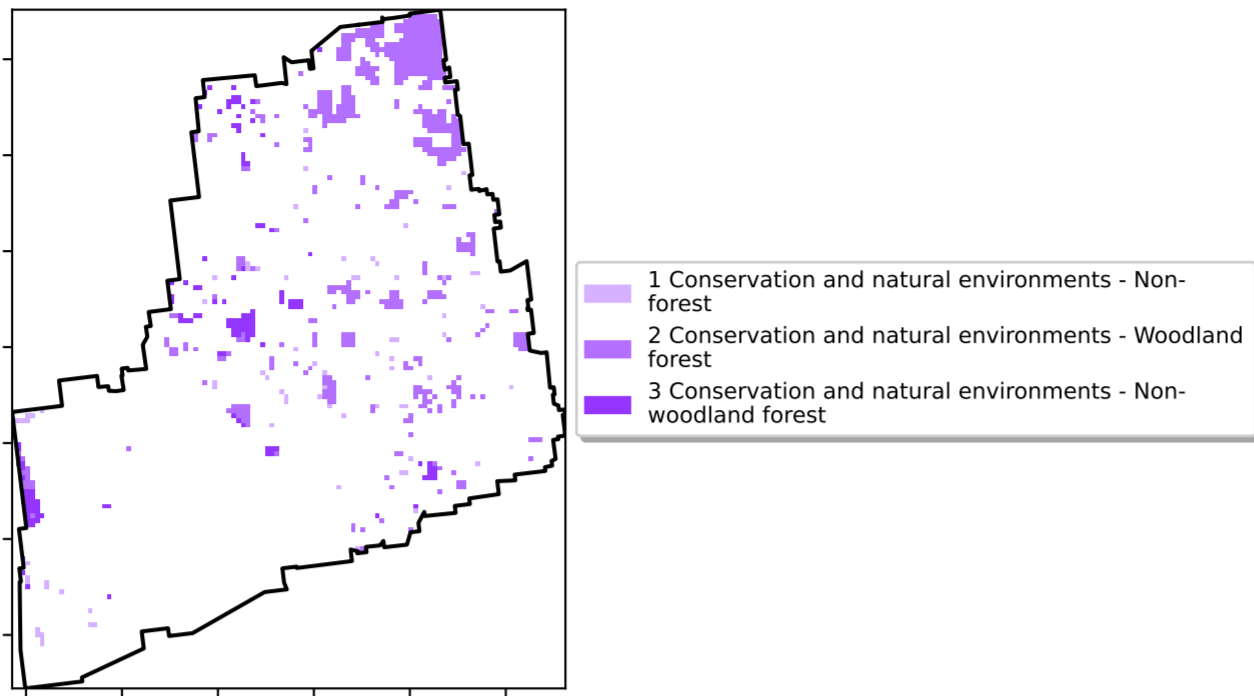 1 Conservation and natural environments - Non-
forest
2 Conservation and natural environments - Woodland
forest
3 Conservation and natural environments - Non-
woodland forest